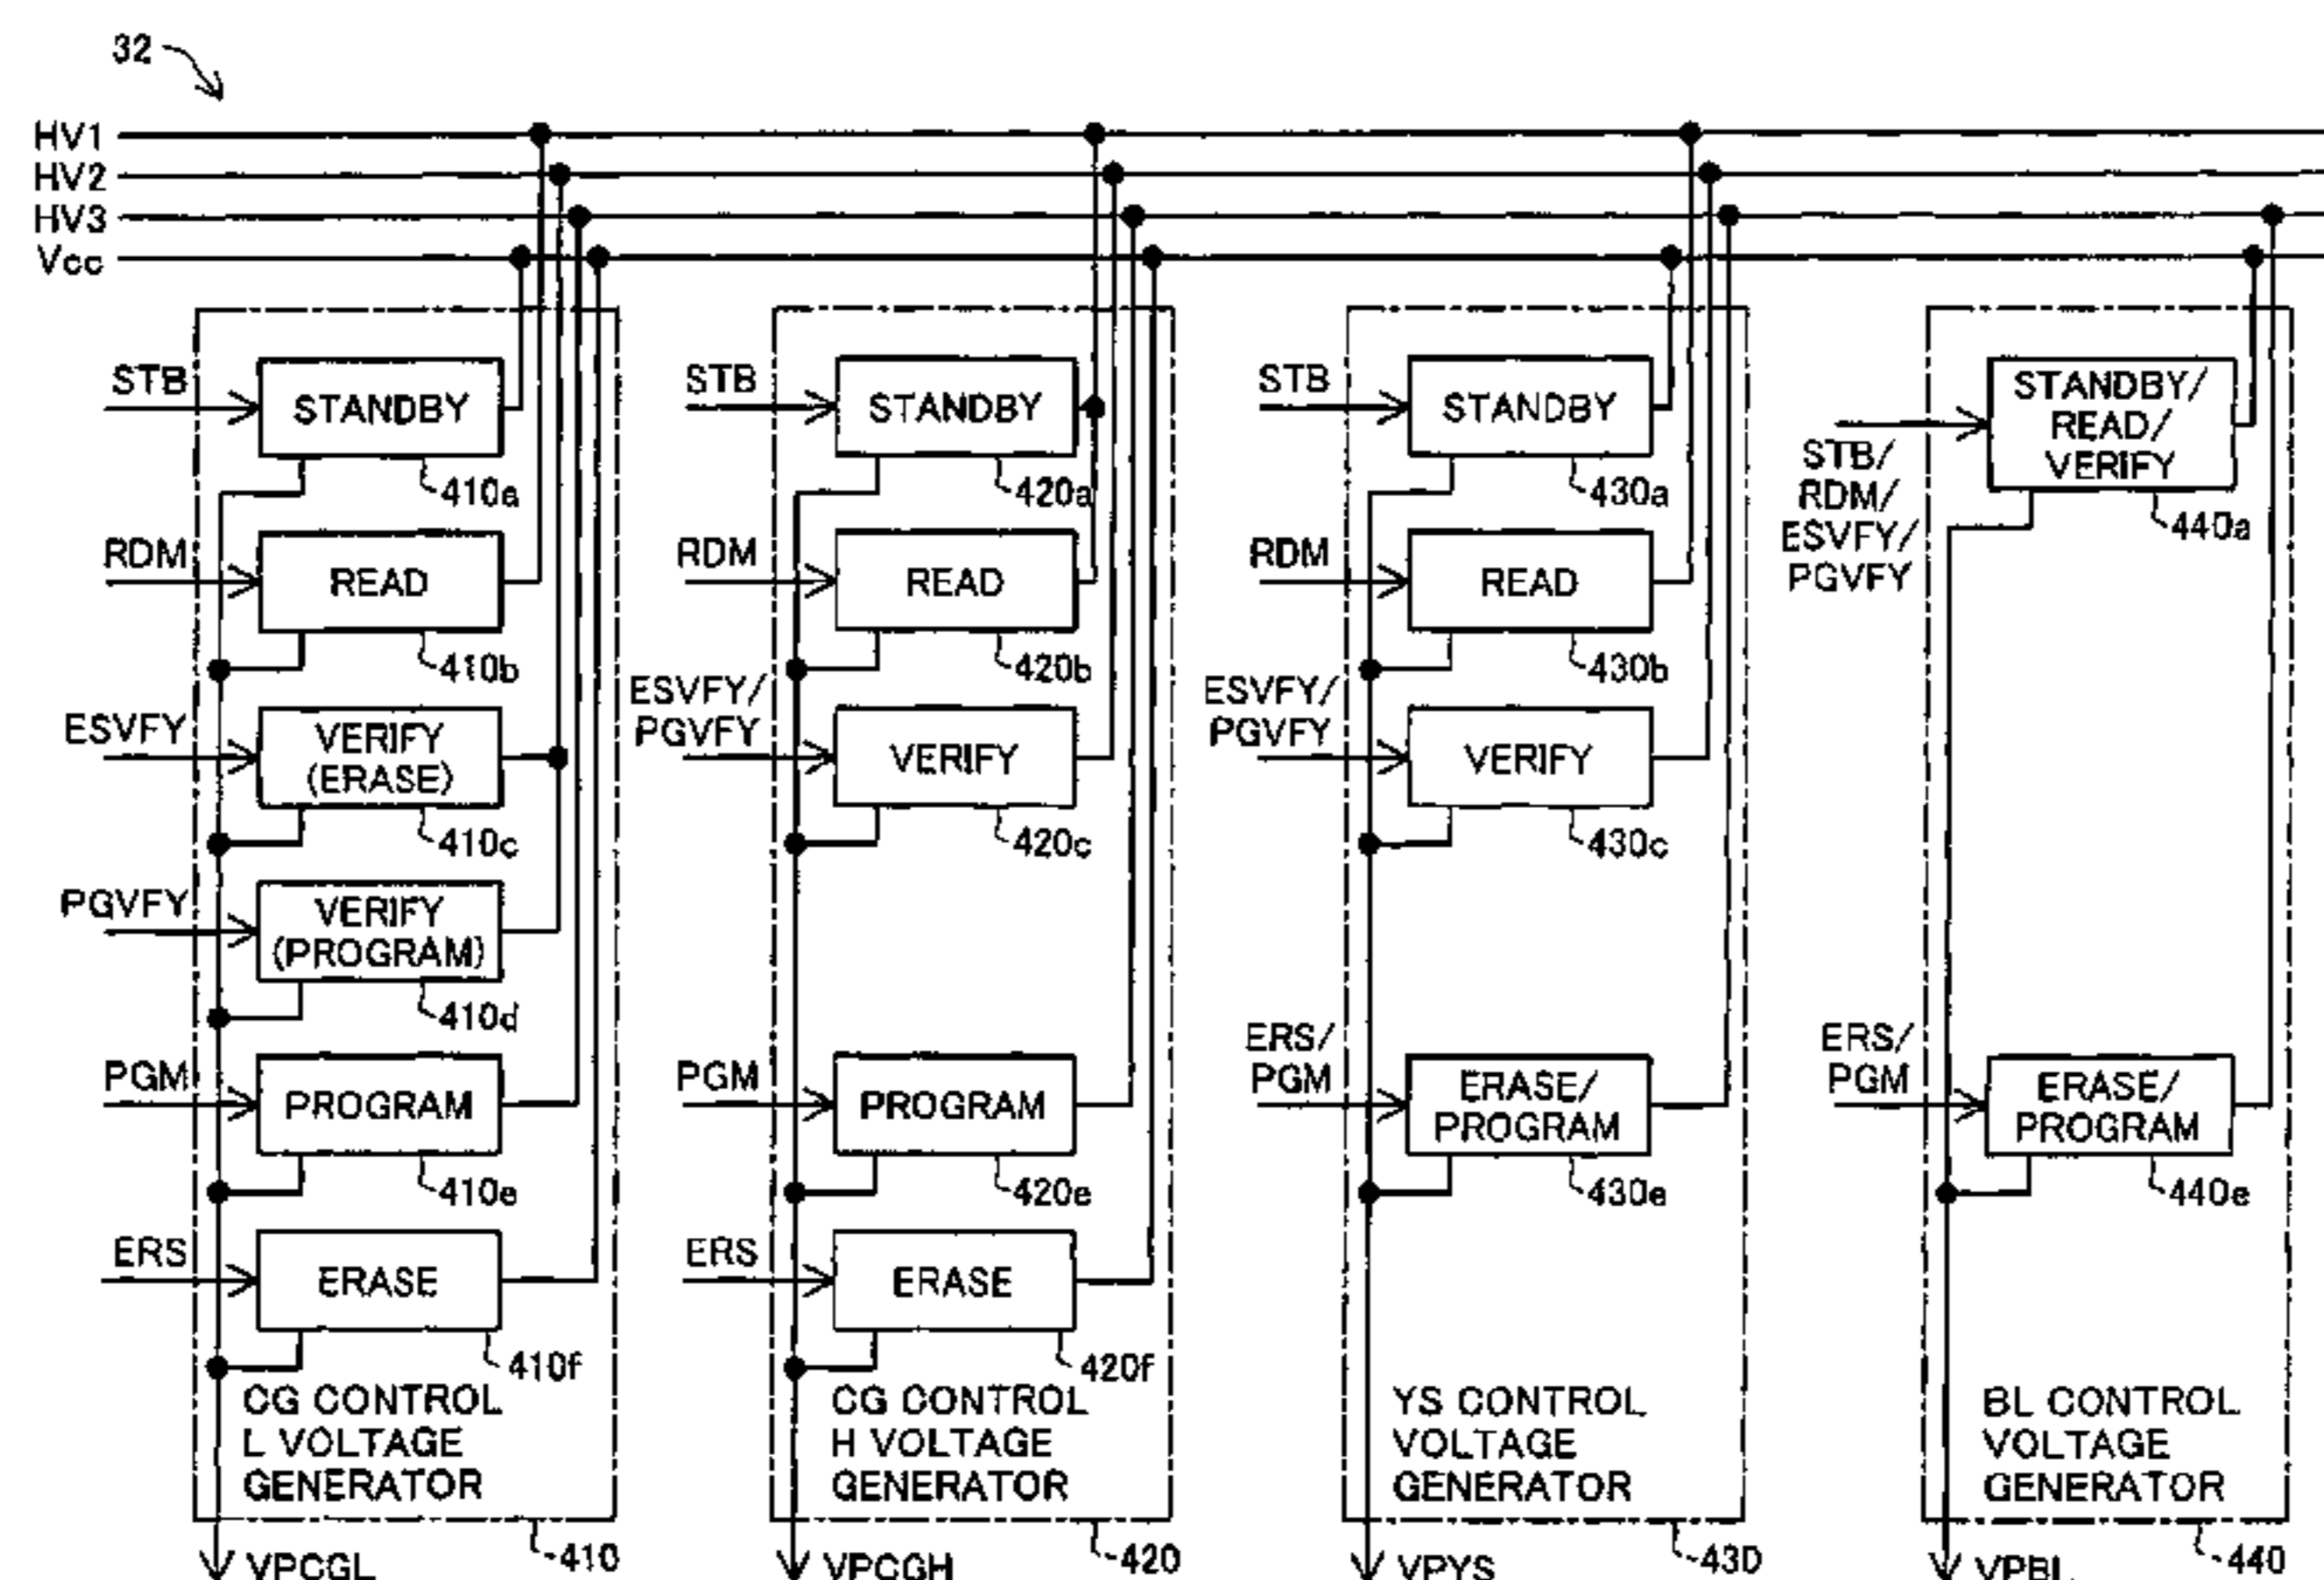 32
HV1
HV2
HV3
Vcc
STB
STANDBY
410a
RDM
READ
410b
ESVFY
VERIFY
(ERASE)
410c
PGVFY
VERIFY
(PROGRAM)
410d
PGM
PROGRAM
410e
ERS
ERASE
410f
CG CONTROL
L VOLTAGE
GENERATOR
410
VPCGL
STB
STANDBY
420a
RDM
READ
420b
ESVFY/
PGVFY
VERIFY
420c
PGM
PROGRAM
420e
ERS
ERASE
420f
CG CONTROL
H VOLTAGE
GENERATOR
420
VPCGH
STB
STANDBY
430a
RDM
READ
430b
ESVFY/
PGVFY
VERIFY
430c
ERS/
PGM
ERASE/
PROGRAM
430e
YS CONTROL
VOLTAGE
GENERATOR
430
VPYS
STB/
RDM/
ESVFY/
PGVFY
STANDBY/
READ/
VERIFY
440a
ERS/
PGM
ERASE/
PROGRAM
440e
BL CONTROL
VOLTAGE
GENERATOR
440
VPBL